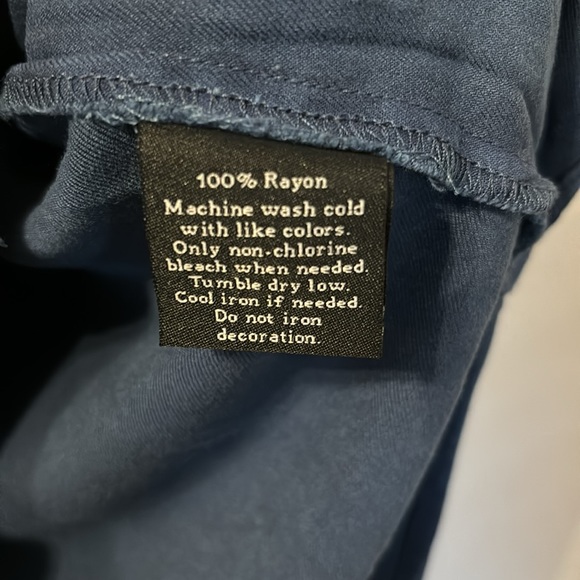 100% Rayon
Machine wash cold
with like colors.
Only non-chlorine
bleach when needed.
Tumble dry low.
Cool iron if needed.
Do not iron
decoration.